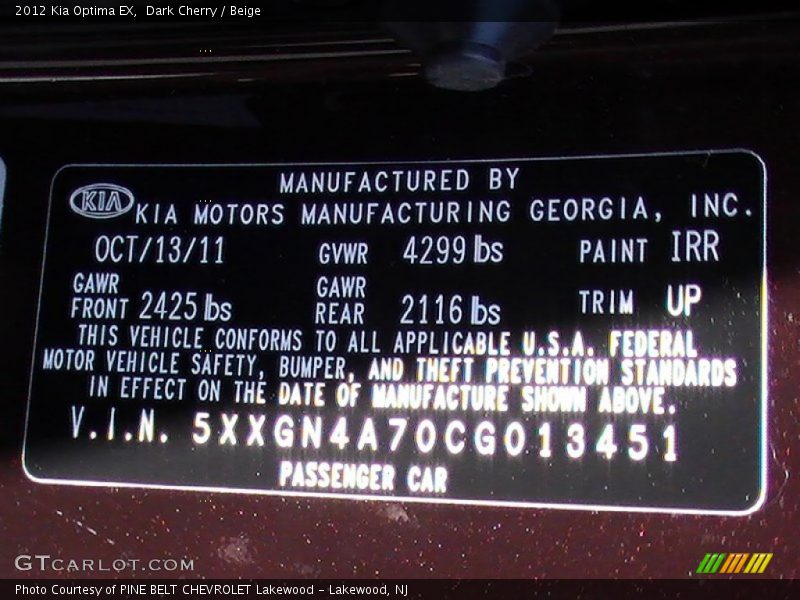 2012 Kia Optima EX, Dark Cherry / Beige
MANUFACTURED BY
KIA KIA MOTORS MANUFACTURING GEORGIA, INC.
OCT/13/11 GVWR 4299 lbs PAINT IRR
GAWR FRONT 2425 lbs GAWR REAR 2116 lbs TRIM UP
THIS VEHICLE CONFORMS TO ALL APPLICABLE U.S.A. FEDERAL
MOTOR VEHICLE SAFETY, BUMPER, AND THEFT PREVENTION STANDARDS
IN EFFECT ON THE DATE OF MANUFACTURE SHOWN ABOVE.
V.I.N. 5XXGN4A70CG013451
PASSENGER CAR
GTCARLOT.COM
Photo Courtesy of PINE BELT CHEVROLET Lakewood - Lakewood, NJ